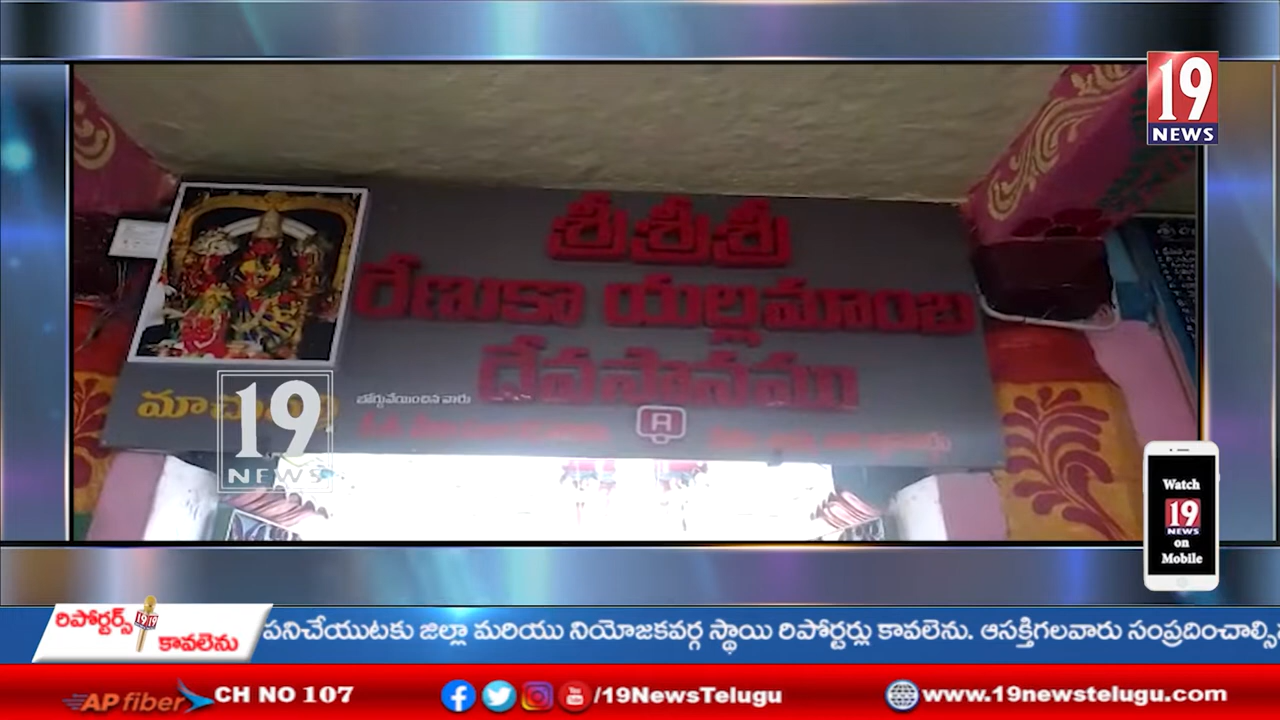 19
NEWS
శ్రీశ్రీశ్రీ
రేణుకా యల్లమాంబ
దేవస్థానము
బోర్డువేయించిన వారు
19
NEWS
Watch
19
NEWS
on
Mobile
రిపోర్టర్స్
కావలెను
పనిచేయుటకు జిల్లా మరియు నియోజకవర్గ స్థాయి రిపోర్టర్లు కావలెను. ఆసక్తిగలవారు
AP fiber CH NO 107 /19NewsTelugu www.19newstelugu.com